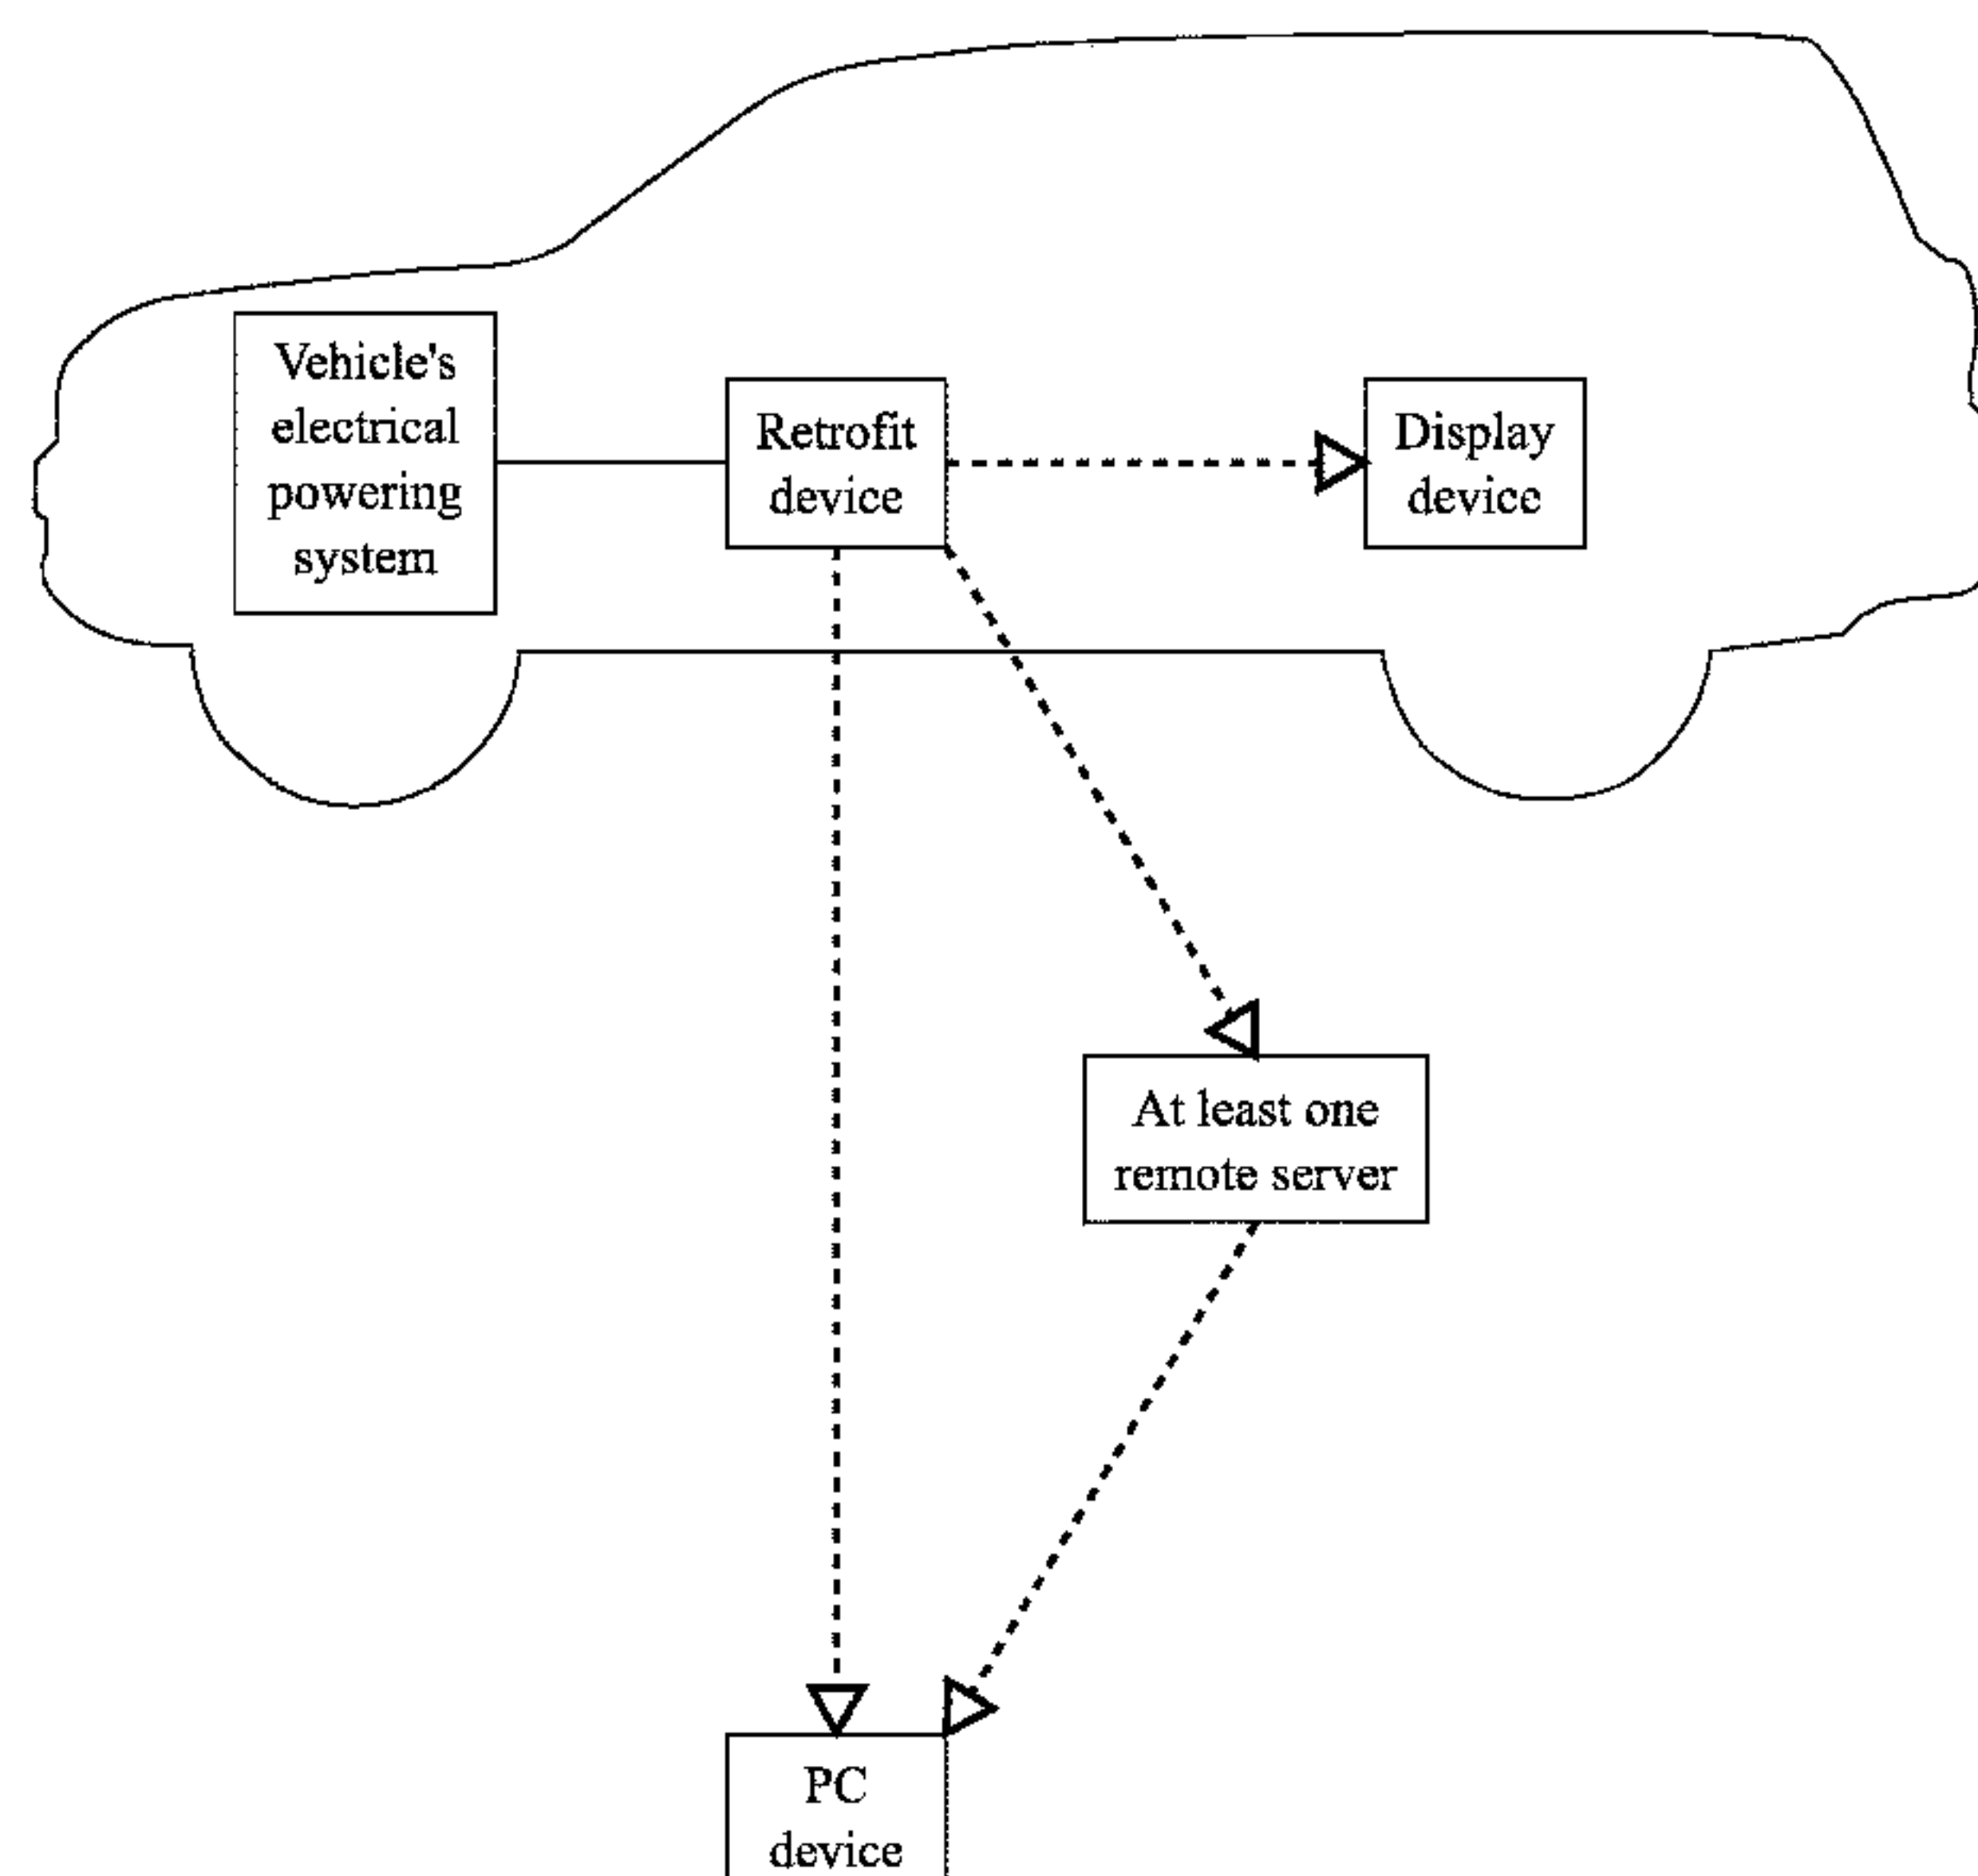 Vehicle's
electrical
powering
system
Retrofit
device
Display
device
At least one
remote server
PC
device